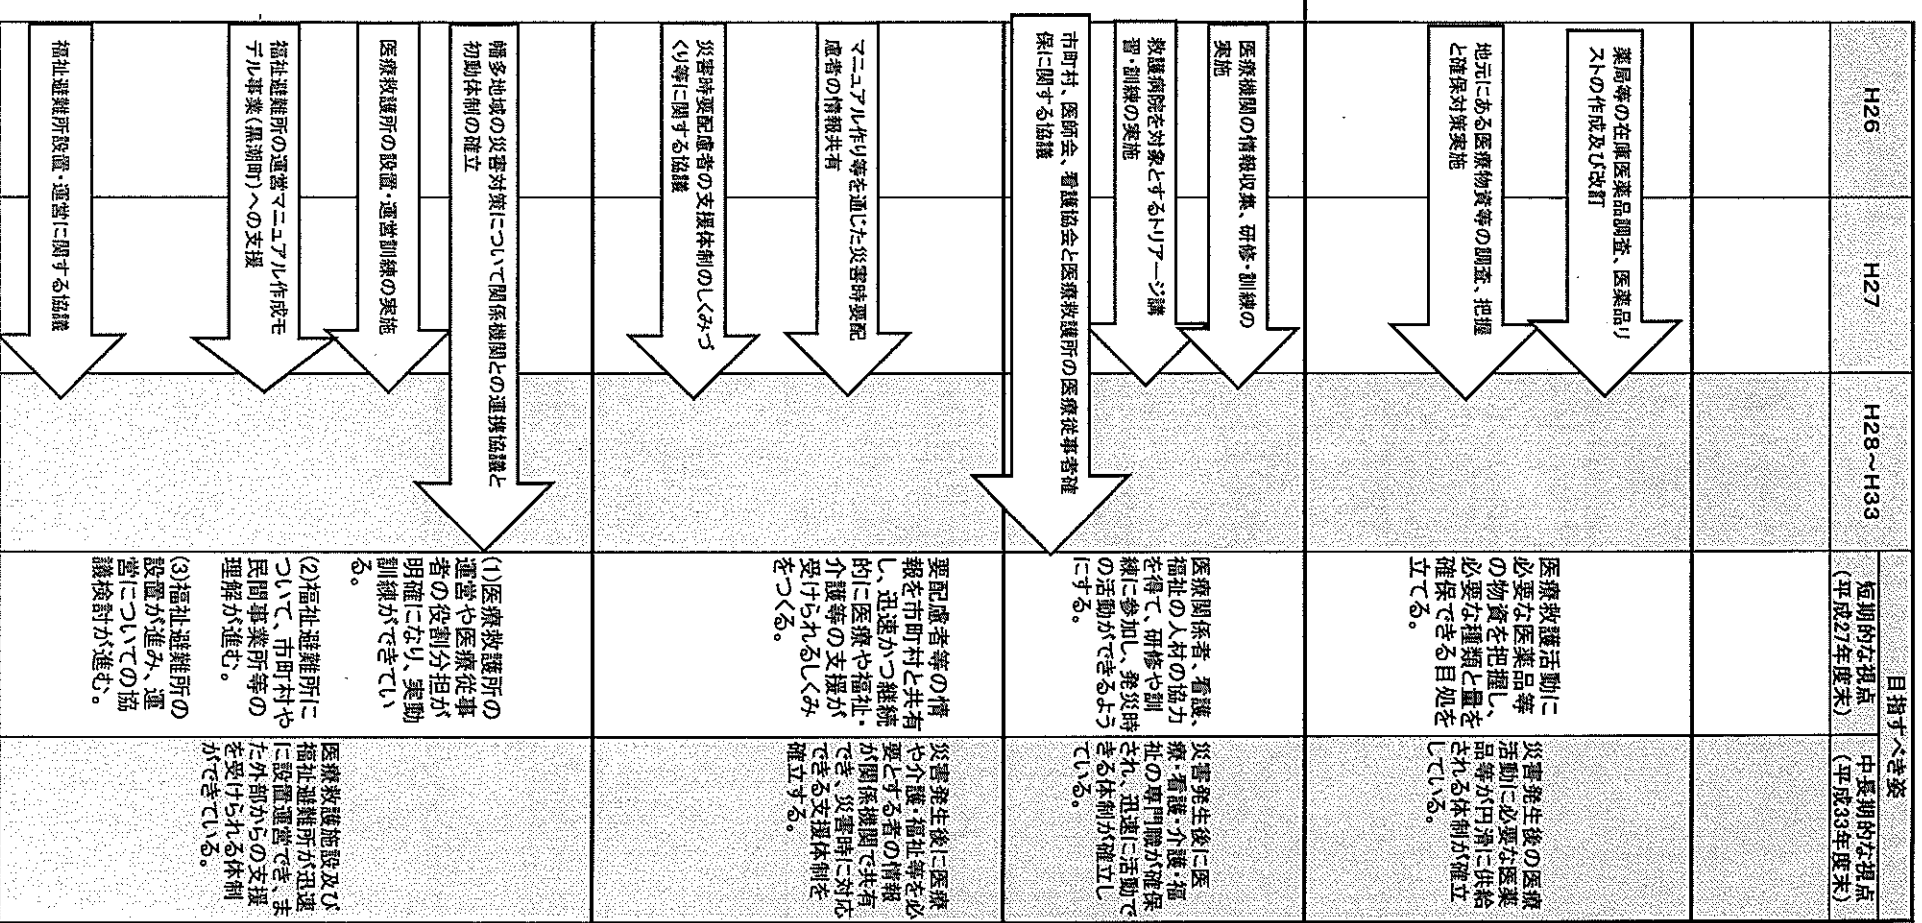 H26
H27
H28～H33
目指すべき姿
短期的な視点
(平成27年度末)
中長期的な視点
(平成33年度末)
薬局等の在庫医薬品調査、医薬品リ
ストの作成及び改訂
地元にある医療物資等の調査、把握
と確保対策実施
医療救護活動に
必要な医薬品等
の物資を把握し、
必要な種類と量を
確保できる目処を
立てる。
災害発生後の医療
活動に必要な医薬
品等が円滑に供給
される体制が確立
している。
医療機関の情報収集、研修・訓練の
実施
救護病院を対象とするトリアージ講
習・訓練の実施
市町村、医師会、看護協会と医療救護所の医療従事者確
保に関する協議
医療関係者、看護、
福祉の人材の協力
を得て、研修や訓
練に参加し、発災時
の活動ができるよう
にする。
災害発生後に医
療・看護・介護・福
祉の専門職が確保
され、迅速に活動で
きる体制が確立し
ている。
マニュアル作り等を通じた災害時要配
慮者の情報共有
災害時要配慮者の支援体制のしくみづ
くり等に関する協議
要配慮者等の情
報を市町村と共有
し、迅速かつ継続
的に医療や福祉・
介護等の支援が
受けられるしくみ
をつくる。
災害発生後に医療
や介護・福祉等を必
要とする者の情報
が関係機関で共有
でき、災害時に対応
できる支援体制を
確立する。
幡多地域の災害対策について関係機関との連携協議と
初動体制の確立
医療救護所の設置・運営訓練の実施
福祉避難所の運営マニュアル作成モ
デル事業(黒潮町)への支援
福祉避難所設置・運営に関する協議
(1)医療救護所の
運営や医療従事
者の役割分担が
明確になり、実動
訓練ができてい
る。
(2)福祉避難所に
ついて、市町村や
民間事業所等の
理解が進む。
(3)福祉避難所の
設置が進み、運
営についての協
議検討が進む。
医療救護施設及び
福祉避難所が迅速
に設置運営でき、ま
た外部からの支援
を受けられる体制
ができている。